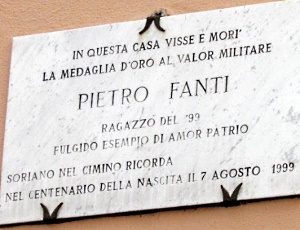 IN QUESTA CASA VISSE E MORI'
LA MEDAGLIA D'ORO AL VALOR MILITARE
PIETRO FANTI
RAGAZZO DEL '99
FULGIDO ESEMPIO DI AMOR PATRIO
SORIANO NEL CIMINO RICORDA
NEL CENTENARIO DELLA NASCITA IL 7 AGOSTO 1999